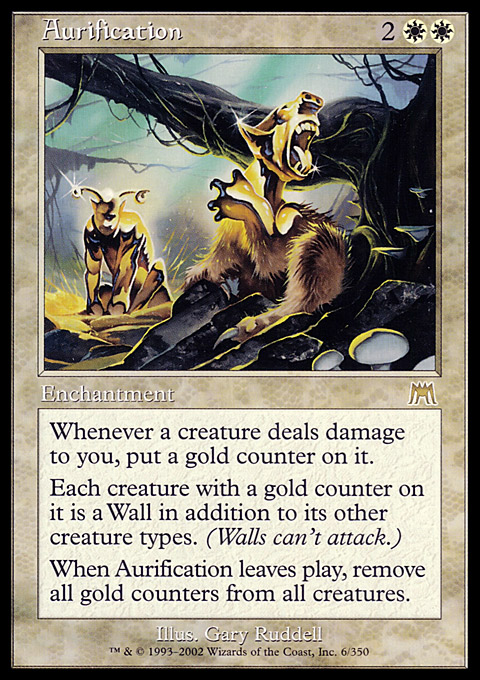 Aurification 2
Enchantment
Whenever a creature deals damage
to you, put a gold counter on it.
Each creature with a gold counter on
it is a Wall in addition to its other
creature types. (Walls can't attack.)
When Aurification leaves play, remove
all gold counters from all creatures.
Illus. Gary Ruddell
™ & © 1993–2002 Wizards of the Coast, Inc. 6/350